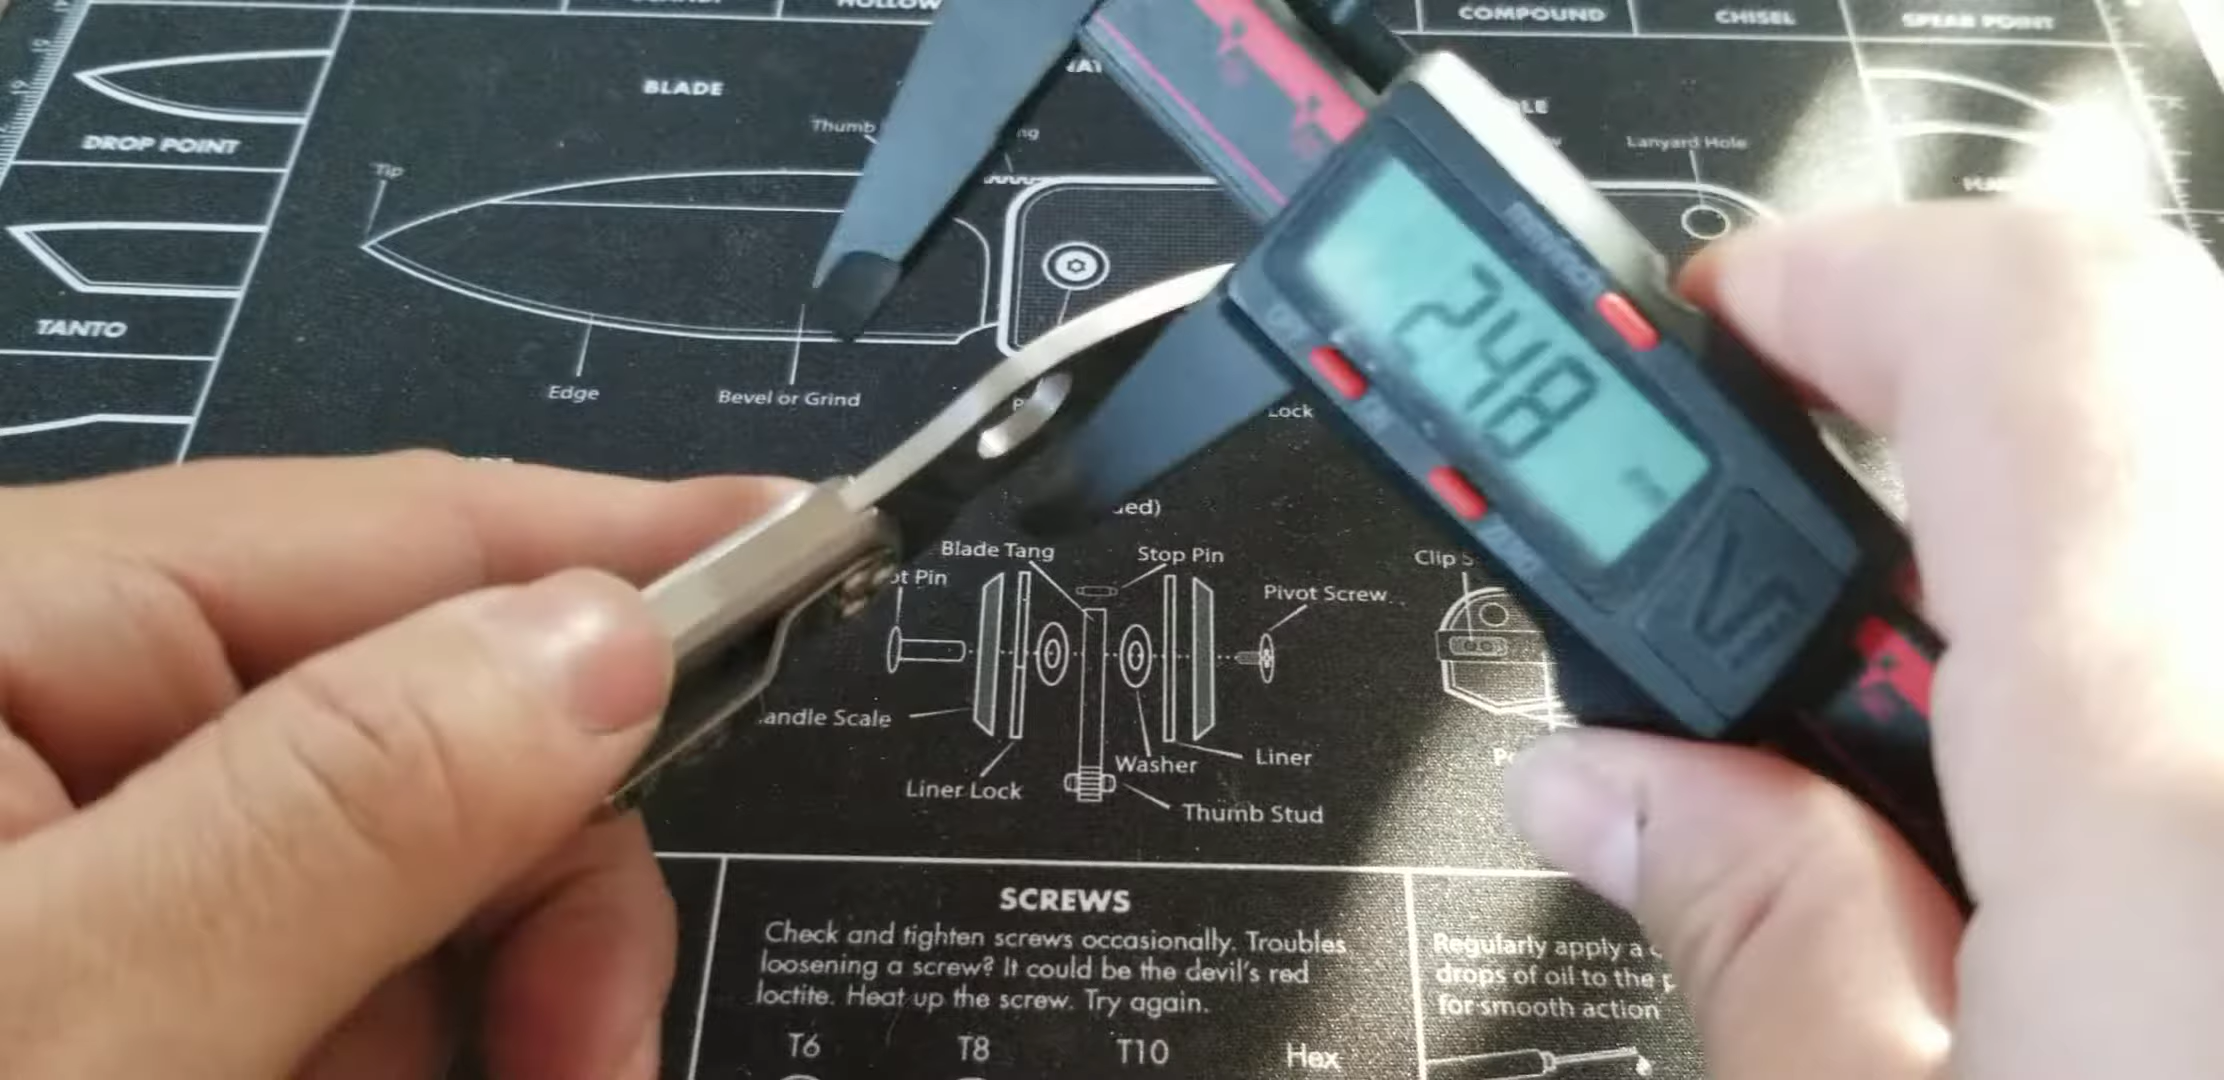 COMPOUND
CHISEL
SPEAR POINT
BLADE
Thumb
Lanyard Hole
DROP POINT
Tip
TANTO
Edge
Bevel or Grind
Lock
248
Blade Tang
Stop Pin
Pin
Clip
Pivot Screw
Scale
Washer
Liner
Liner Lock
Thumb Stud
SCREWS
Check and tighten screws occasionally. Troubles
loosening a screw? It could be the devil's red
loctite. Heat up the screw. Try again.
T6 T8 T10 Hex
Regularly apply a
drops of oil to the
for smooth action